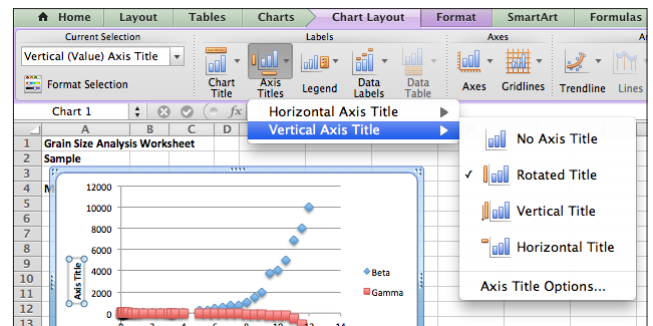 Home Layout Tables Charts Chart Layout Format SmartArt Formulas
Current Selection Labels Axes
Vertical (Value) Axis Title
Format Selection
Chart Title Axis Titles Legend Data Labels Data Table Axes Gridlines Trendline Lines
Chart 1 fx
Horizontal Axis Title
Vertical Axis Title
No Axis Title
Rotated Title
Vertical Title
Horizontal Title
Axis Title Options...
A B C D
1 Grain Size Analysis Worksheet
2 Sample
3
4
5
6
7
8
9
10
11
12
13
12000
10000
8000
6000
4000
2000
0
Axis Title
Beta
Gamma
14